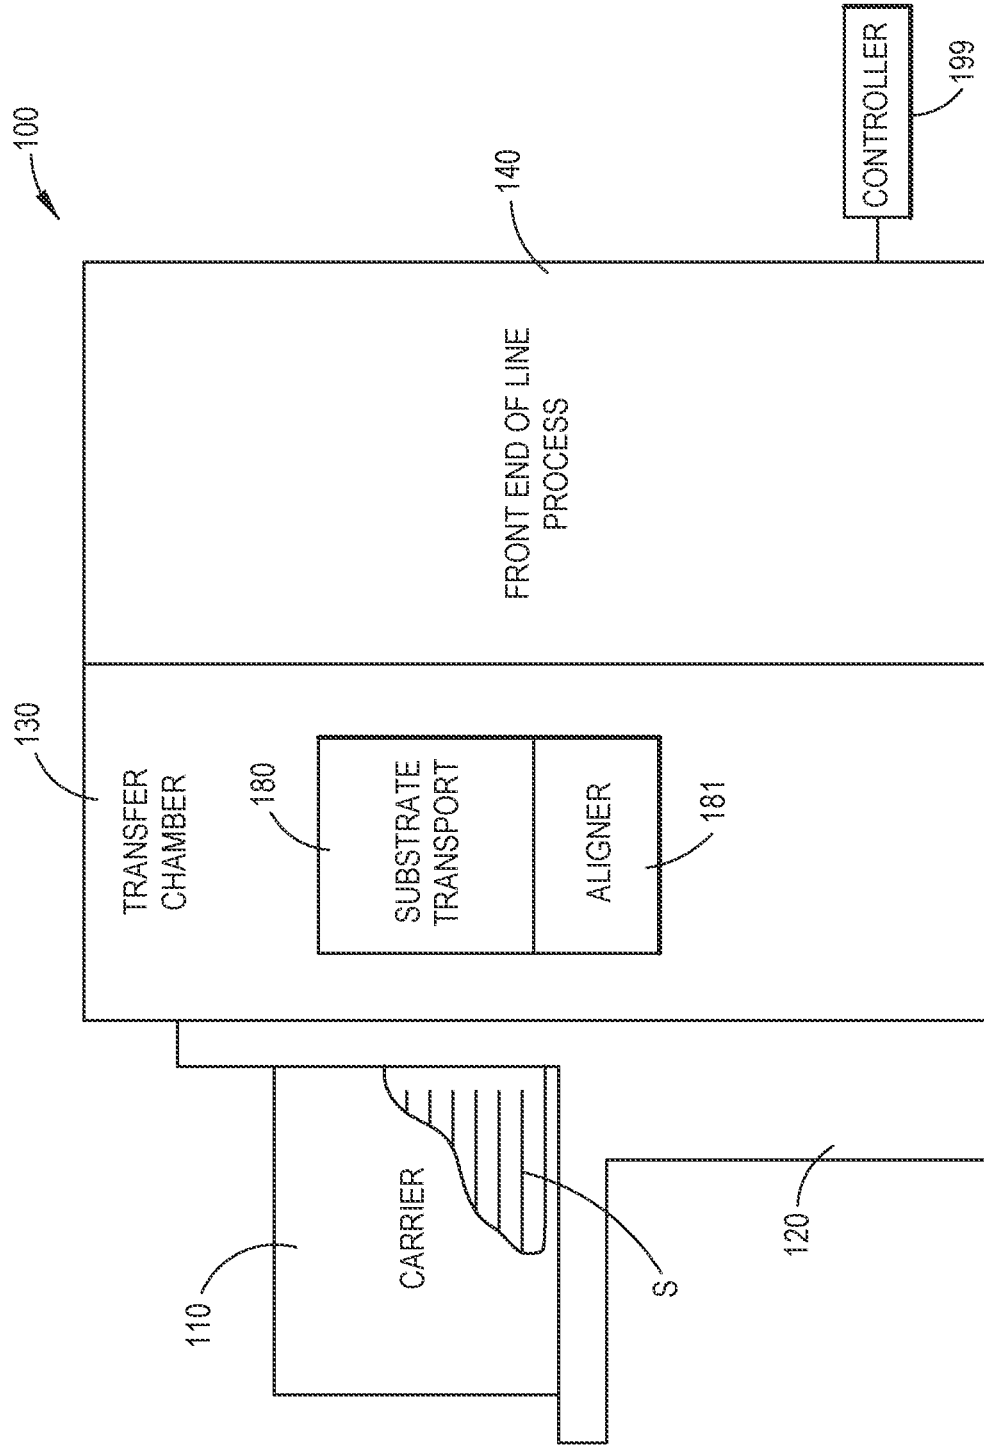 100
130
TRANSFER
CHAMBER
110
180
140
CARRIER
SUBSTRATE
TRANSPORT
FRONT END OF LINE
PROCESS
ALIGNER
S
181
120
CONTROLLER
199